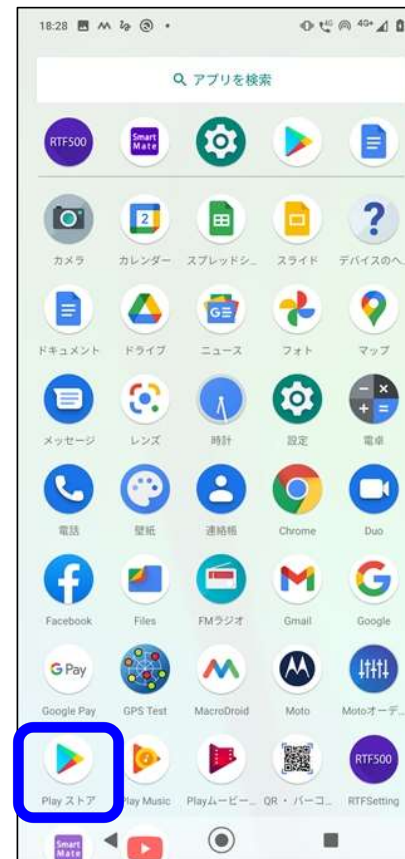 18:28 4G 4G+
アプリを検索
RTF500 Smart Mate
2
カメラ カレンダー スプレッドシ... スライド デバイスのヘ...
GE
ドキュメント ドライブ ニュース フォト マップ
メッセージ レンズ 時計 設定 電卓
電話 壁紙 連絡帳 Chrome Duo
Facebook Files FMラジオ Gmail Google
G Pay
Google Pay GPS Test MacroDroid Moto Motoオーデ...
RTF500
Play ストア Play Music Playムービー... QR・バーコ... RTFSetting
Smart Mate